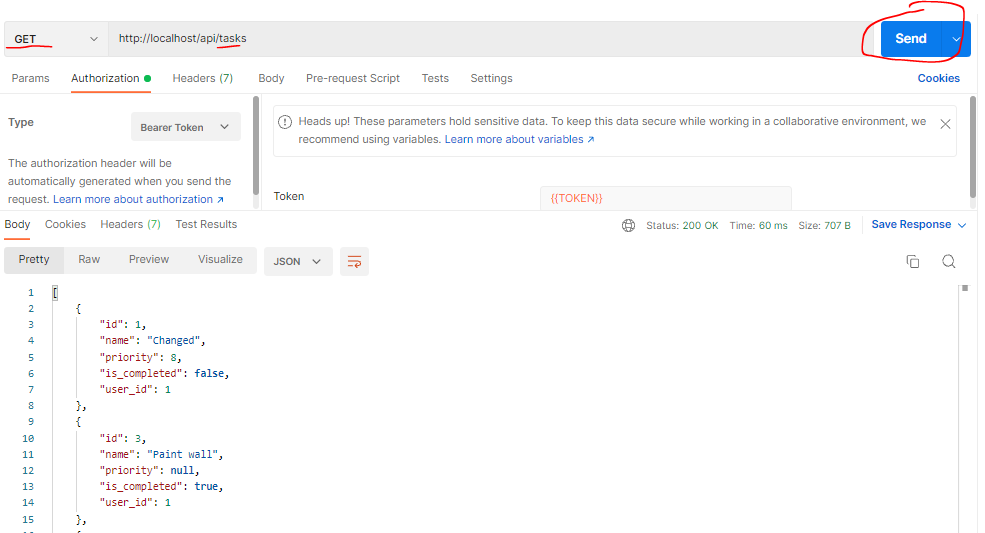 GET http://localhost/api/tasks Send
Params Authorization Headers (7) Body Pre-request Script Tests Settings Cookies
Type Bearer Token
The authorization header will be
automatically generated when you send the
request. Learn more about authorization ↗
Heads up! These parameters hold sensitive data. To keep this data secure while working in a collaborative environment, we
recommend using variables. Learn more about variables ↗
Token {{TOKEN}}
Body Cookies Headers (7) Test Results Status: 200 OK Time: 60 ms Size: 707 B Save Response
Pretty Raw Preview Visualize JSON
1 [
2 {
3 "id": 1,
4 "name": "Changed",
5 "priority": 8,
6 "is_completed": false,
7 "user_id": 1
8 },
9 {
10 "id": 3,
11 "name": "Paint wall",
12 "priority": null,
13 "is_completed": true,
14 "user_id": 1
15 },